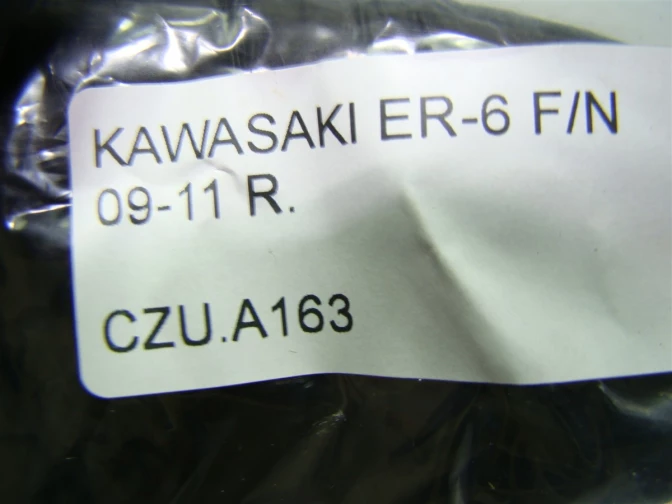 KAWASAKI ER-6 F/N
09-11 R.
CZU.A163